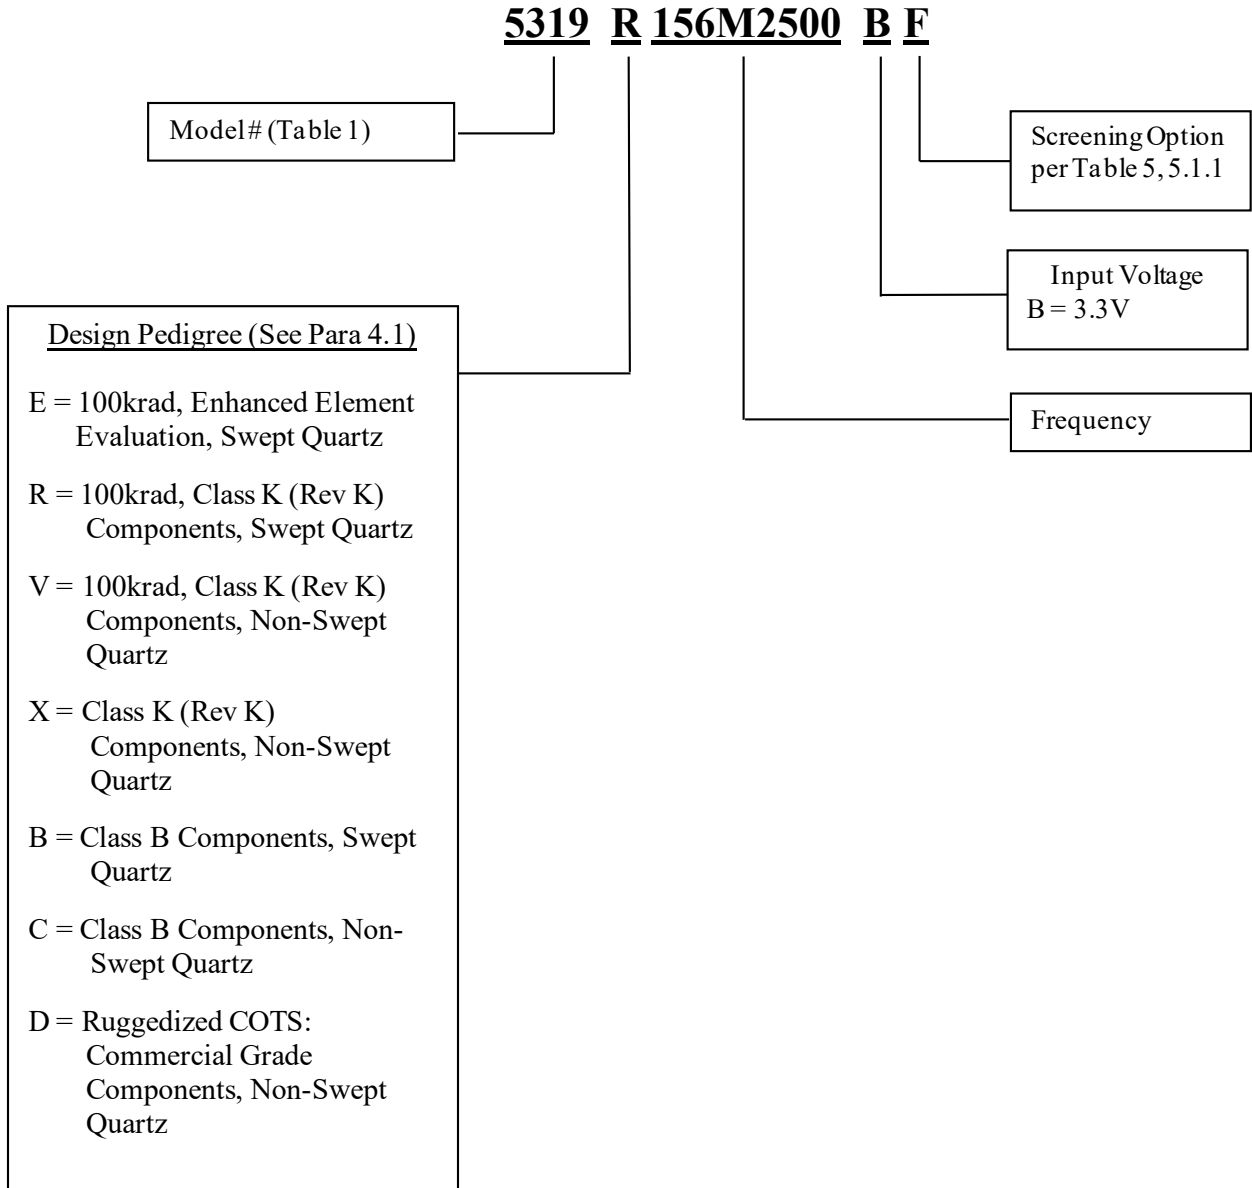 5319 R 156M2500 B F
Model # (Table 1)
Screening Option
per Table 5, 5.1.1
Input Voltage
B = 3.3V
Frequency
Design Pedigree (See Para 4.1)
E = 100krad, Enhanced Element
Evaluation, Swept Quartz
R = 100krad, Class K (Rev K)
Components, Swept Quartz
V = 100krad, Class K (Rev K)
Components, Non-Swept
Quartz
X = Class K (Rev K)
Components, Non-Swept
Quartz
B = Class B Components, Swept
Quartz
C = Class B Components, Non-
Swept Quartz
D = Ruggedized COTS:
Commercial Grade
Components, Non-Swept
Quartz